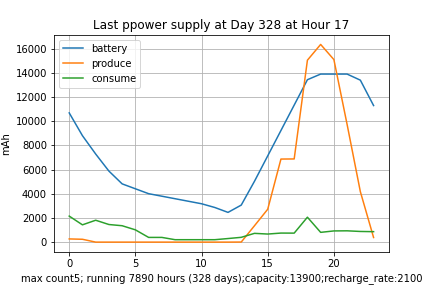 Last ppower supply at Day 328 at Hour 17
battery
produce
consume
mAh
16000
14000
12000
10000
8000
6000
4000
2000
0
0 5 10 15 20
max count5; running 7890 hours (328 days);capacity:13900;recharge_rate:2100